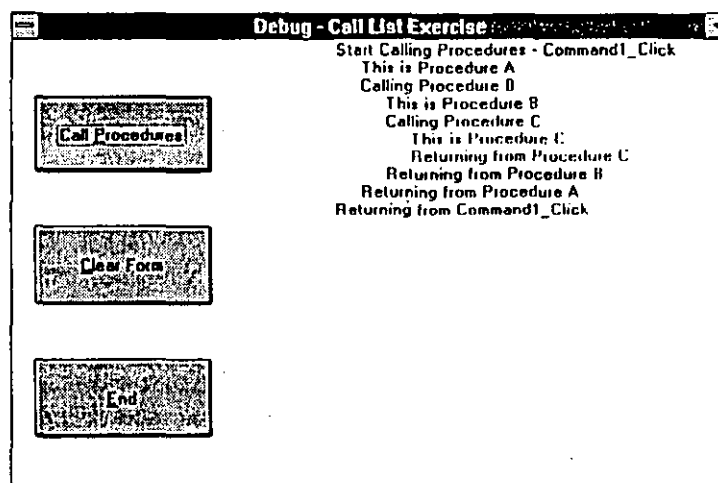 Debug - Call List Exercise
Start Calling Procedures - Command1_Click
This is Procedure A
Calling Procedure B
This is Procedure B
Calling Procedure C
This is Procedure C
Returning from Procedure C
Returning from Procedure B
Returning from Procedure A
Returning from Command1_Click
Call Procedures
Clear Form
End